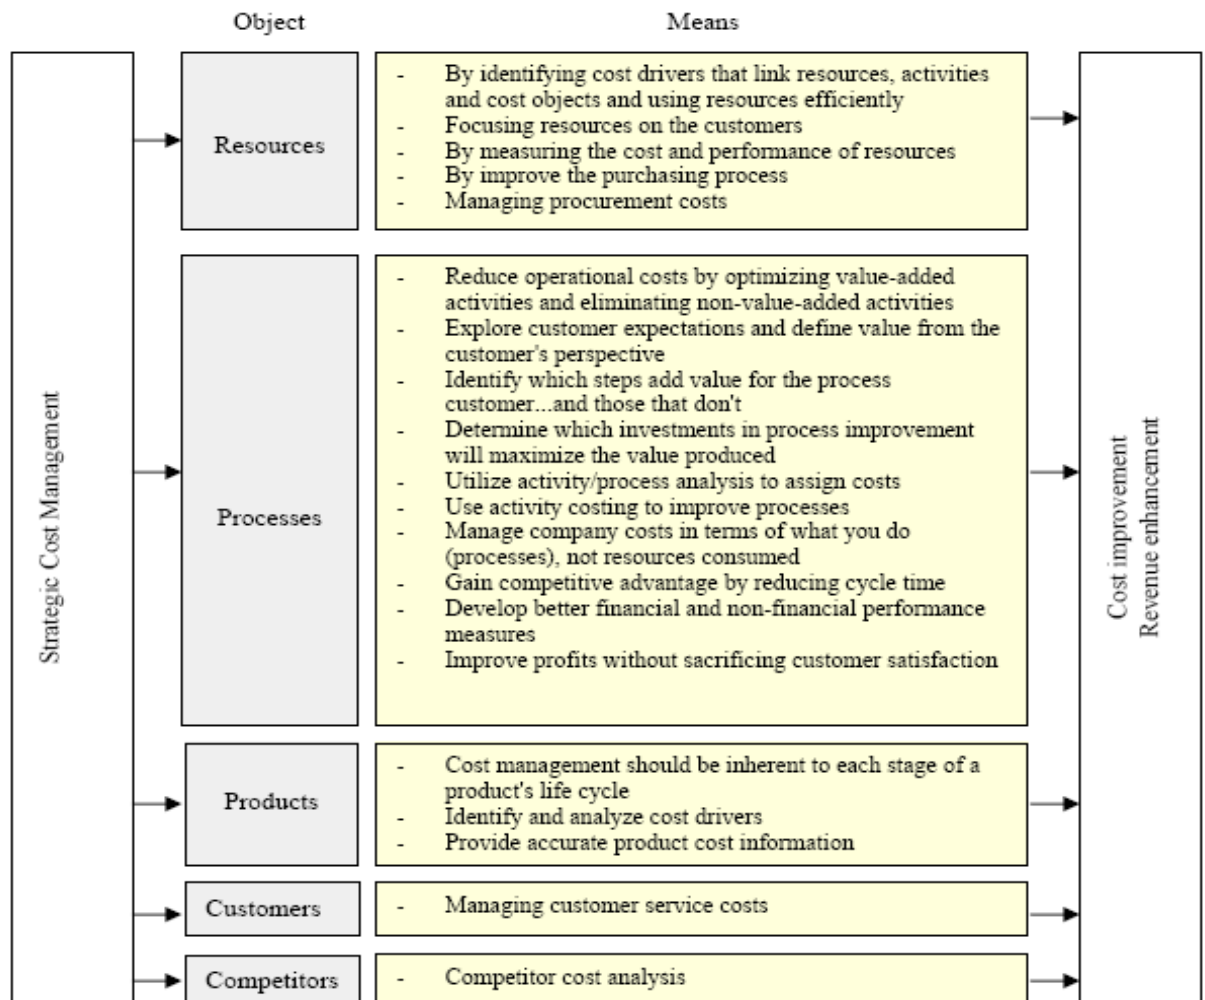 Object
Means
Strategic Cost Management
Resources
- By identifying cost drivers that link resources, activities
and cost objects and using resources efficiently
- Focusing resources on the customers
- By measuring the cost and performance of resources
- By improve the purchasing process
- Managing procurement costs
Processes
- Reduce operational costs by optimizing value-added
activities and eliminating non-value-added activities
- Explore customer expectations and define value from the
customer's perspective
- Identify which steps add value for the process
customer...and those that don't
- Determine which investments in process improvement
will maximize the value produced
- Utilize activity/process analysis to assign costs
- Use activity costing to improve processes
- Manage company costs in terms of what you do
(processes), not resources consumed
- Gain competitive advantage by reducing cycle time
- Develop better financial and non-financial performance
measures
- Improve profits without sacrificing customer satisfaction
Products
- Cost management should be inherent to each stage of a
product's life cycle
- Identify and analyze cost drivers
- Provide accurate product cost information
Customers
- Managing customer service costs
Competitors
- Competitor cost analysis
Cost improvement
Revenue enhancement